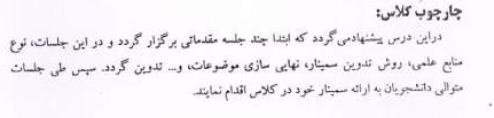 چارچوب کلاس:
دراین درس پیشنهادمی‌گردد که ابتدا چند جلسه مقدماتی برگزار گردد و در این جلسات، نوع
منابع علمی، روش تدوین سمینار، نهایی سازی موضوعات، و... تدوین گردد. سپس طی جلسات
متوالی دانشجویان به ارائه سمینار خود در کلاس اقدام نمایند.